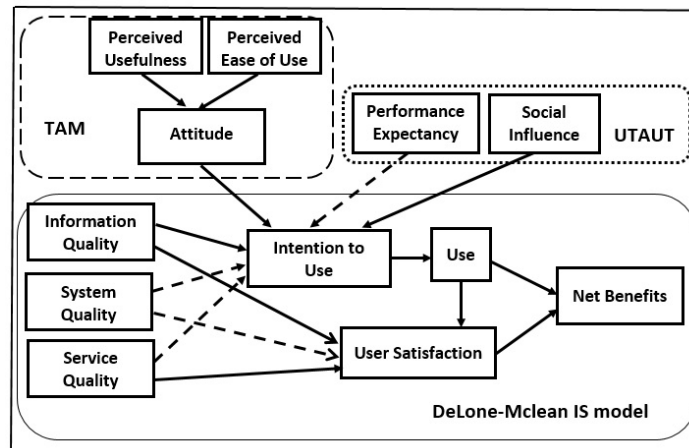 Perceived
Usefulness
Perceived
Ease of Use
TAM
Attitude
Performance
Expectancy
Social
Influence
UTAUT
Information
Quality
Intention to
Use
Use
System
Quality
Net Benefits
Service
Quality
User Satisfaction
DeLone-Mclean IS model